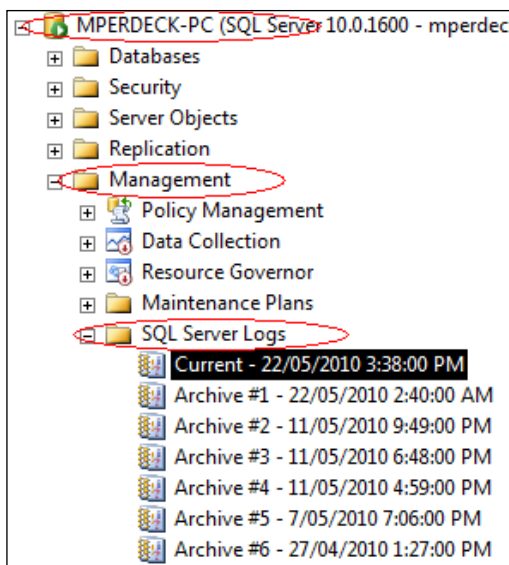 MPERDECK-PC (SQL Server 10.0.1600 - mperdec
Databases
Security
Server Objects
Replication
Management
Policy Management
Data Collection
Resource Governor
Maintenance Plans
SQL Server Logs
Current - 22/05/2010 3:38:00 PM
Archive #1 - 22/05/2010 2:40:00 AM
Archive #2 - 11/05/2010 9:49:00 PM
Archive #3 - 11/05/2010 6:48:00 PM
Archive #4 - 11/05/2010 4:59:00 PM
Archive #5 - 7/05/2010 7:06:00 PM
Archive #6 - 27/04/2010 1:27:00 PM